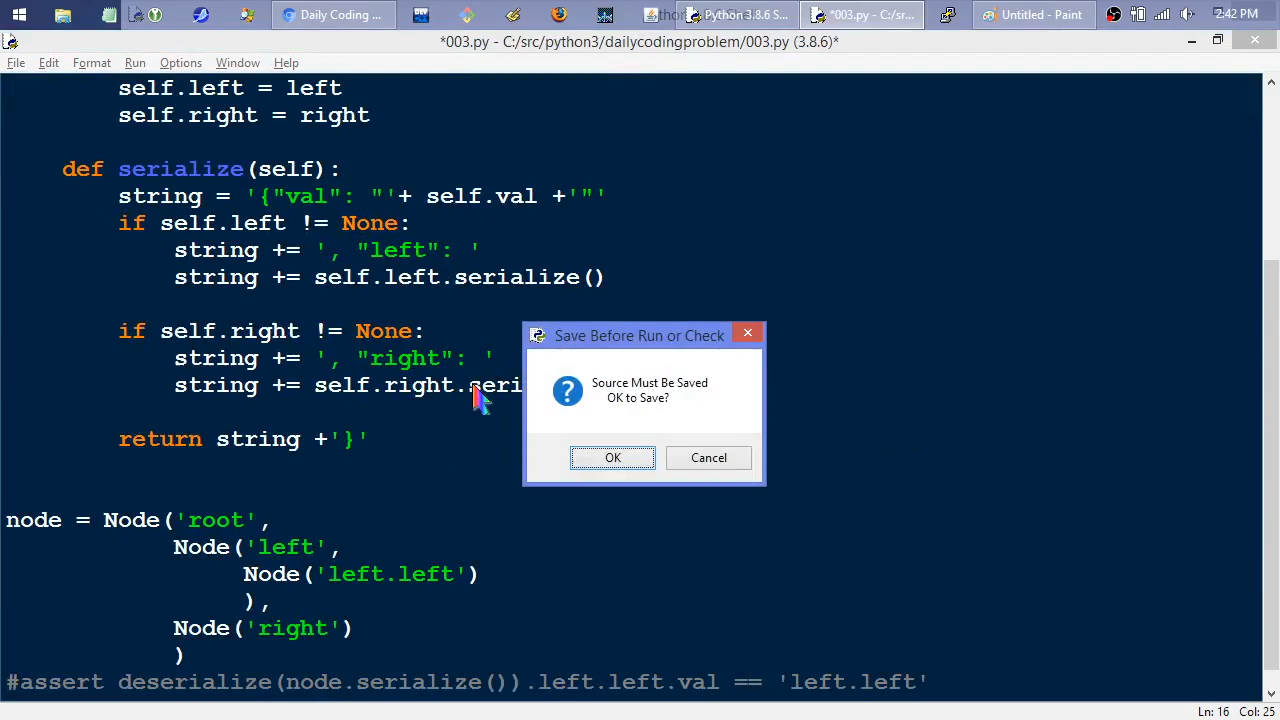 Daily Coding ...
Python 3.8.6 S...
*003.py - C:/sr...
Untitled - Paint
2:42 PM
*003.py - C:/src/python3/dailycodingproblem/003.py (3.8.6)*
File Edit Format Run Options Window Help
self.left = left
self.right = right
def serialize(self):
string = '{"val": "'+ self.val +'"'
if self.left != None:
string += ', "left": '
string += self.left.serialize()
if self.right != None:
string += ', "right": '
string += self.right.seri
return string +'}'
Save Before Run or Check
Source Must Be Saved
OK to Save?
OK Cancel
node = Node('root',
Node('left',
Node('left.left')
),
Node('right')
)
#assert deserialize(node.serialize()).left.left.val == 'left.left'
Ln: 16 Col: 25